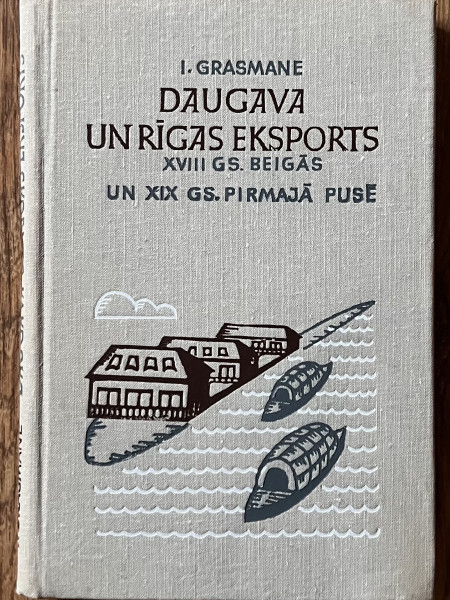 I. GRASMANE
DAUGAVA
UN RĪGAS EKSPORTS
XVIII GS. BEIGĀS
UN XIX GS. PIRMAJĀ PUSĒ